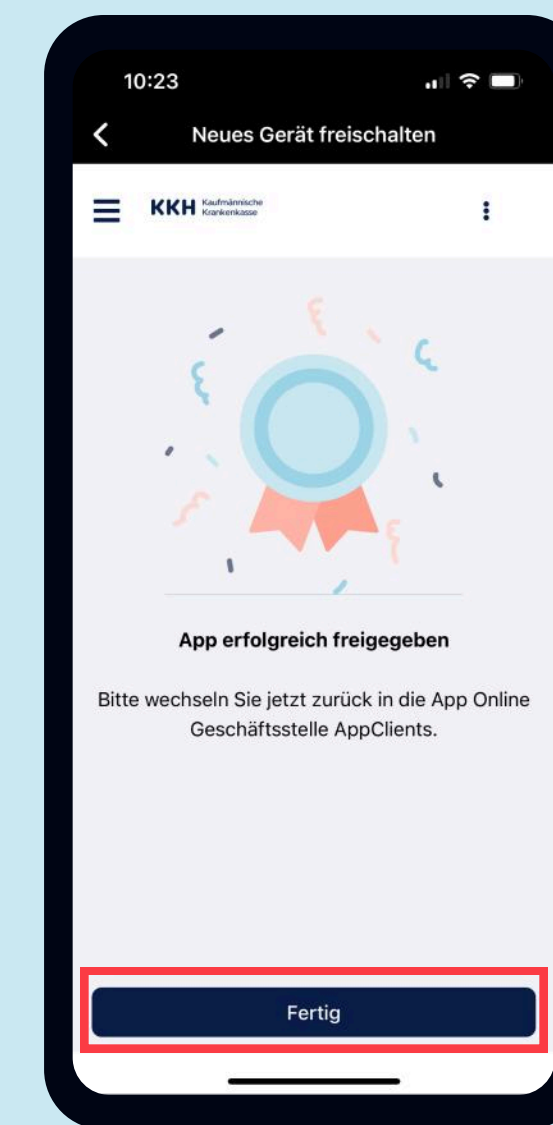 10:23
Neues Gerät freischalten
KKH Kaufmännische
Krankenkasse
App erfolgreich freigegeben
Bitte wechseln Sie jetzt zurück in die App Online
Geschäftsstelle AppClients.
Fertig